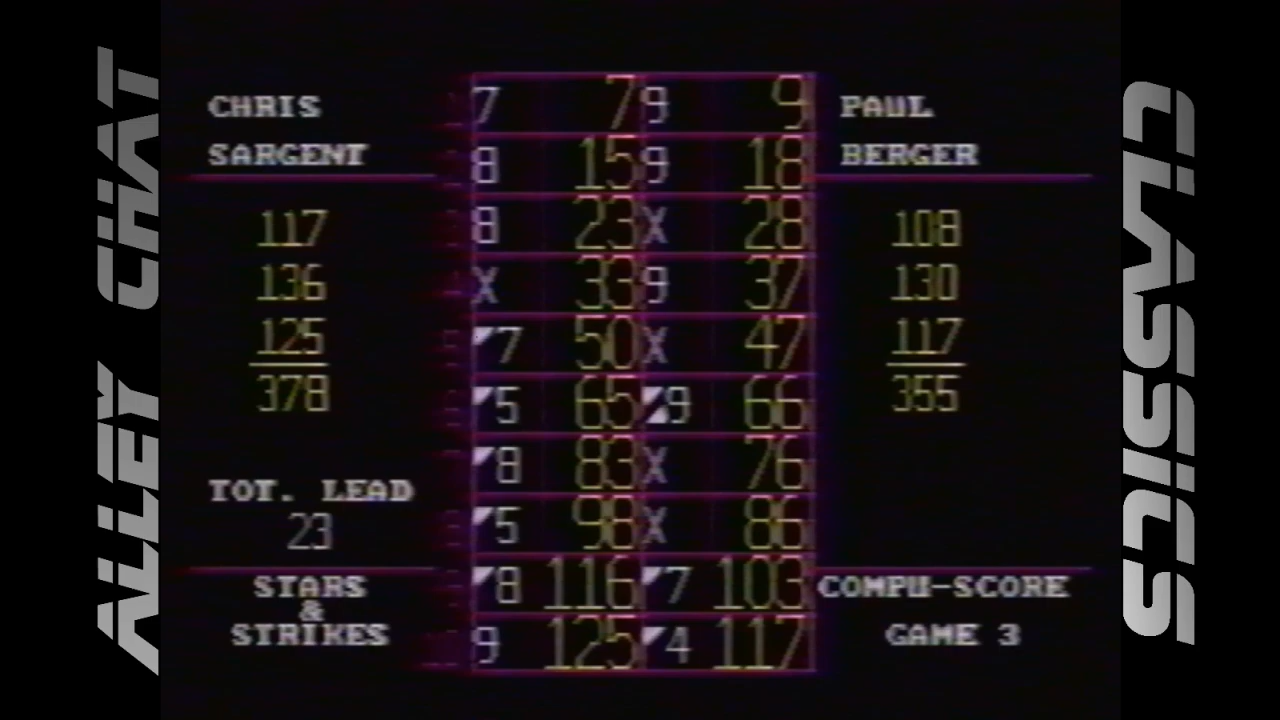 ALLEY CHAT
CHRIS
SARGENT
117
136
125
378
TOT. LEAD
23
STARS
&
STRIKES
7 7 9 9
8 15 9 18
8 23 X 28
X 33 9 37
7 50 X 47
5 65 9 66
8 83 X 76
5 98 X 86
8 116 7 103
9 125 4 117
PAUL
BERGER
108
130
117
355
COMPU-SCORE
GAME 3
CLASSICS